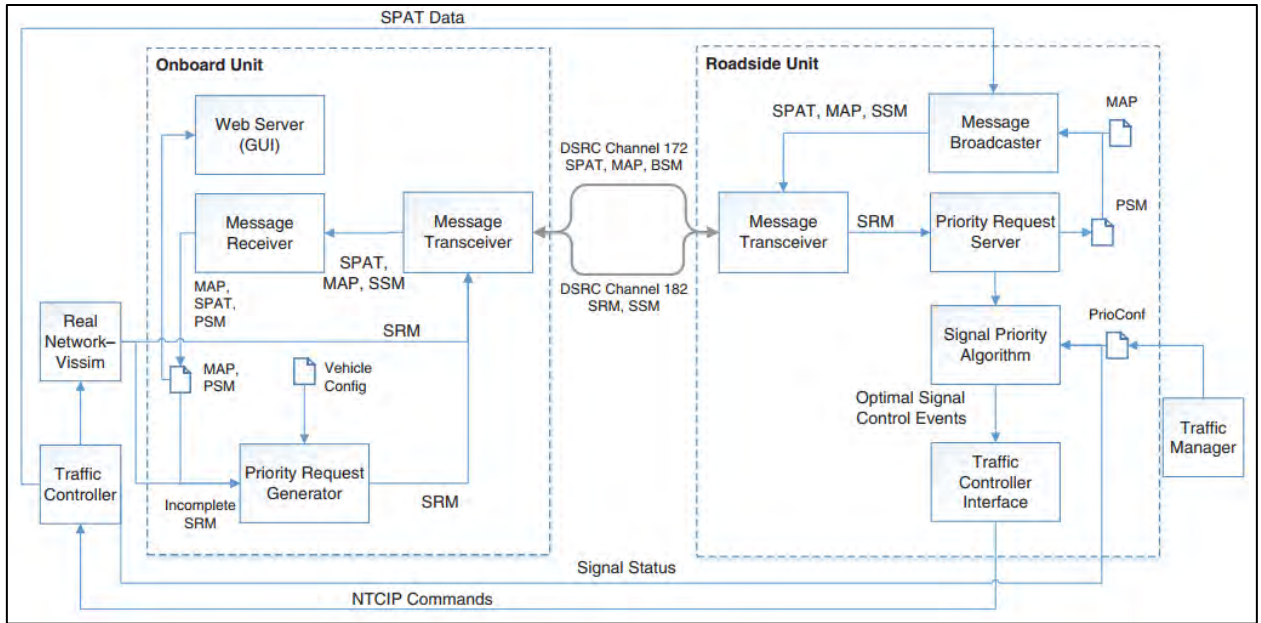 SPAT Data
Onboard Unit
Web Server
(GUI)
Message
Receiver
Message
Transceiver
SPAT,
MAP, SSM
MAP,
SPAT,
PSM
SRM
Real
Network–
Vissim
MAP,
PSM
Vehicle
Config
Traffic
Controller
Incomplete
SRM
Priority Request
Generator
SRM
DSRC Channel 172
SPAT, MAP, BSM
DSRC Channel 182
SRM, SSM
Roadside Unit
SPAT, MAP, SSM
Message
Broadcaster
MAP
Message
Transceiver
SRM
Priority Request
Server
PSM
Signal Priority
Algorithm
PrioConf
Optimal Signal
Control Events
Traffic
Manager
Traffic
Controller
Interface
Signal Status
NTCIP Commands